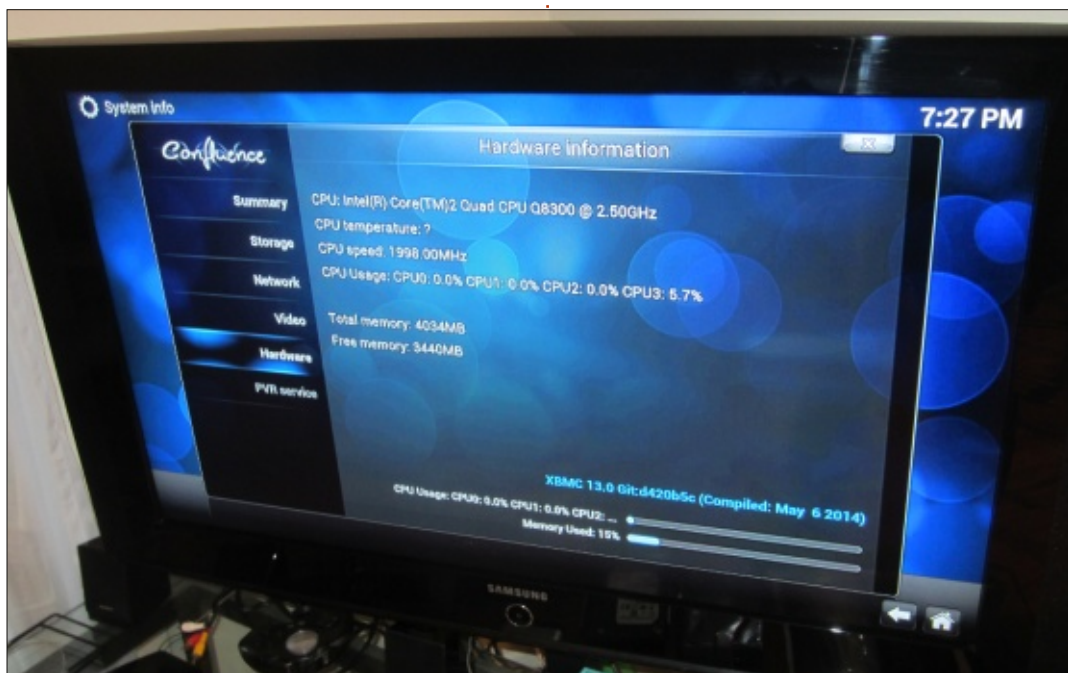 System info
7:27 PM
Confluence
Hardware information
Summary
Storage
Network
Video
Hardware
PVR service
CPU: Intel(R) Core(TM)2 Quad CPU Q8300 @ 2.50GHz
CPU temperature: ?
CPU speed: 1998.00MHz
CPU Usage: CPU0: 0.0% CPU1: 0.0% CPU2: 0.0% CPU3: 5.7%
Total memory: 4034MB
Free memory: 3440MB
XBMC 13.0 Git:d420b5c (Compiled: May 6 2014)
CPU Usage: CPU0: 0.0% CPU1: 0.0% CPU2: ...
Memory Used: 15%
SAMSUNG